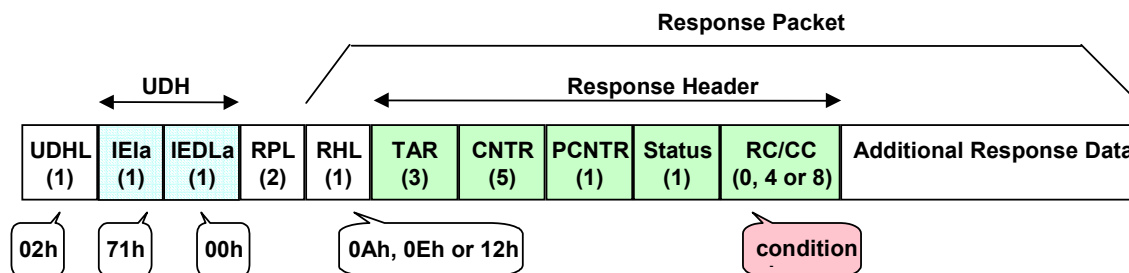 Response Packet
UDH
Response Header
UDHL IEIa IEDLa RPL RHL TAR CNTR PCNTR Status RC/CC Additional Response Data
(1) (1) (1) (2) (1) (3) (5) (1) (1) (0, 4 or 8)
02h 71h 00h 0Ah, 0Eh or 12h condition